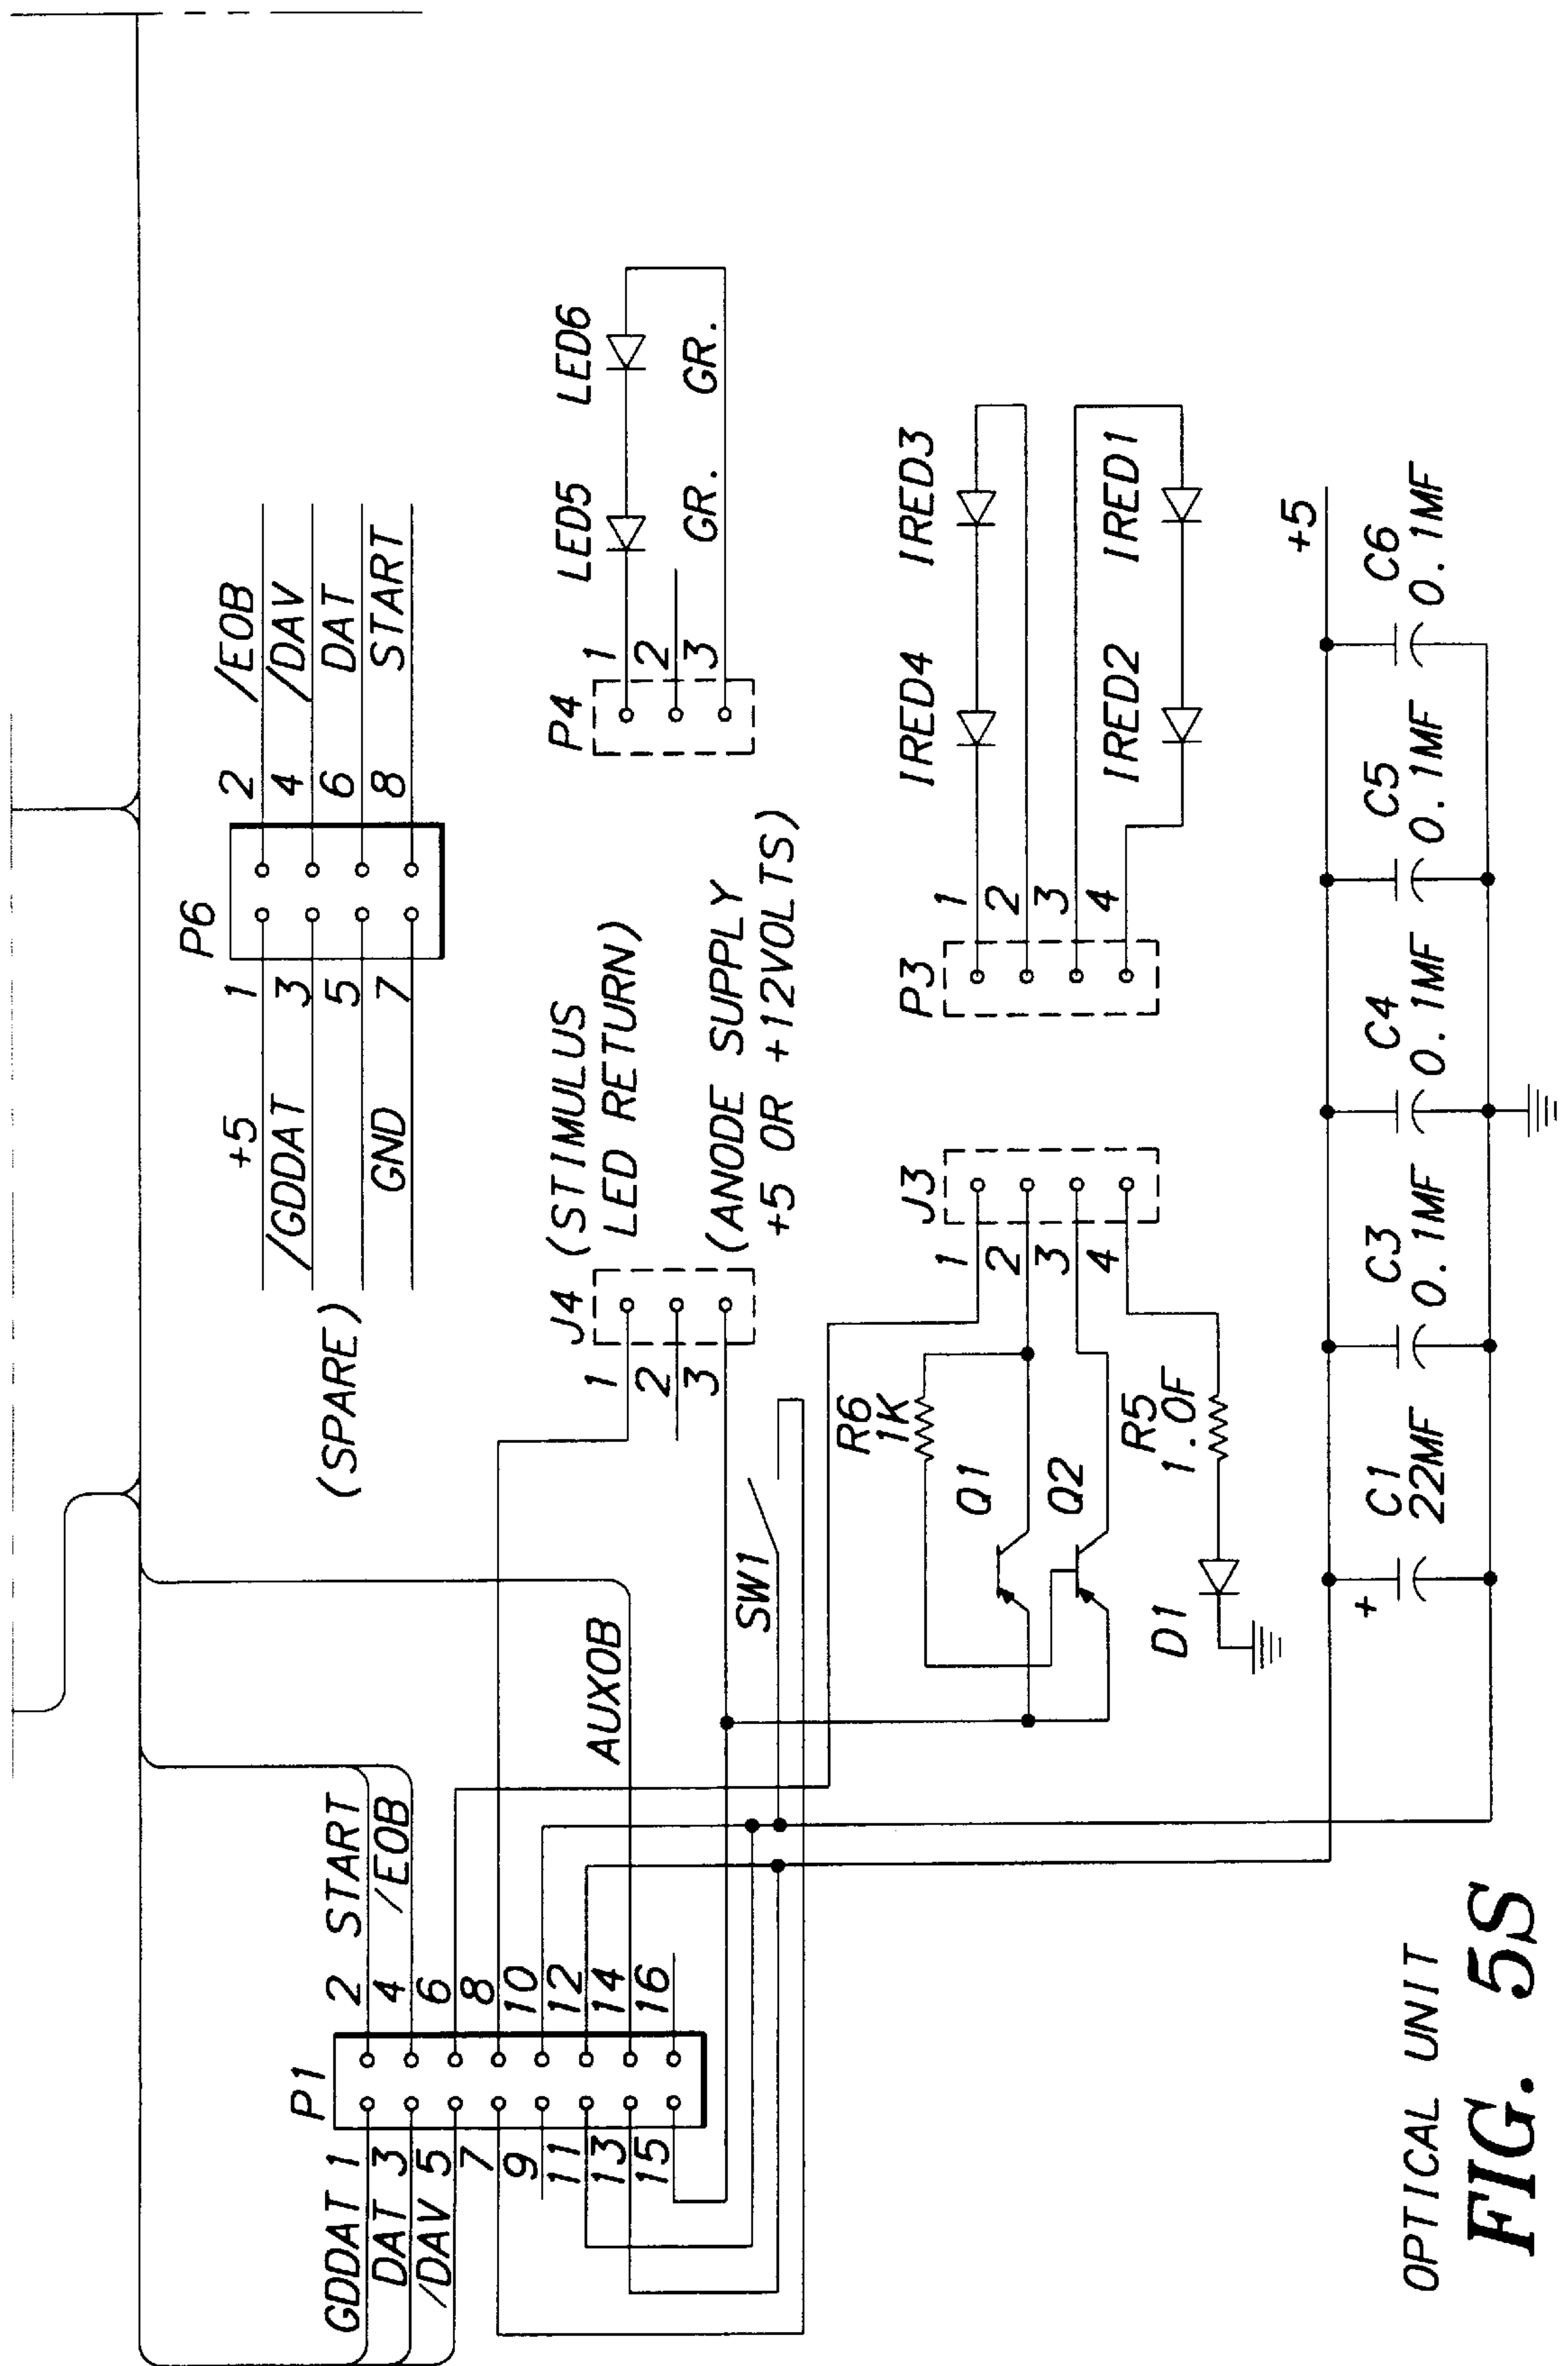 P6
+5 1 2 /EOB
/GDDAT 3 4 /DAV
5 6 DAT
GND 7 8 START
(SPARE)
P1
GDDAT 1 2 START
DAT 3 4 /EOB
/DAV 5 6
7 8
9 10
11 12
13 14
15 16
AUXOB
SW1
J4
(STIMULUS
LED RETURN)
1
2
3
(ANODE SUPPLY
+5 OR +12VOLTS)
P4
1
2
3
LED5
LED6
GR.
GR.
R6
1K
Q1
Q2
R5
1.0F
D1
J3
1
2
3
4
P3
1
2
3
4
IRED4
IRED3
IRED2
IRED1
+5
+
C1
22MF
C3
0.1MF
C4
0.1MF
C5
0.1MF
C6
0.1MF
OPTICAL UNIT
FIG. 5S